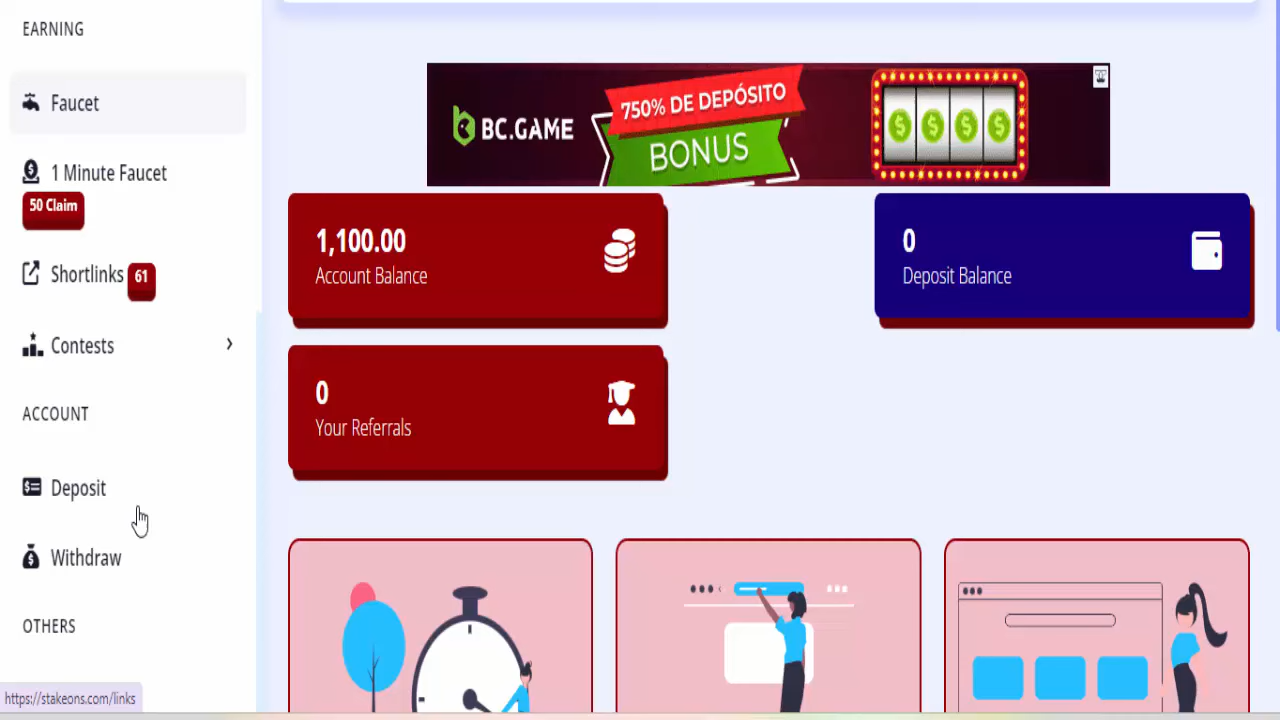 EARNING
Faucet
1 Minute Faucet
50 Claim
Shortlinks 61
Contests
ACCOUNT
Deposit
Withdraw
OTHERS
https://stakeons.com/links
BC.GAME
750% DE DEPÓSITO
BONUS
1,100.00
Account Balance
0
Deposit Balance
0
Your Referrals